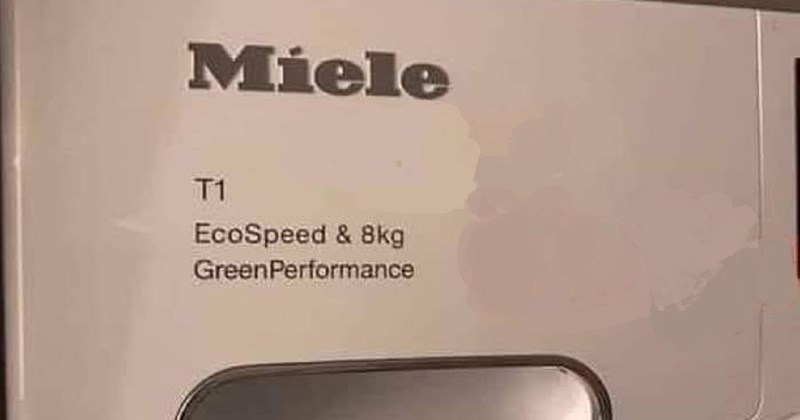 Miele
T1
EcoSpeed & 8kg
GreenPerformance